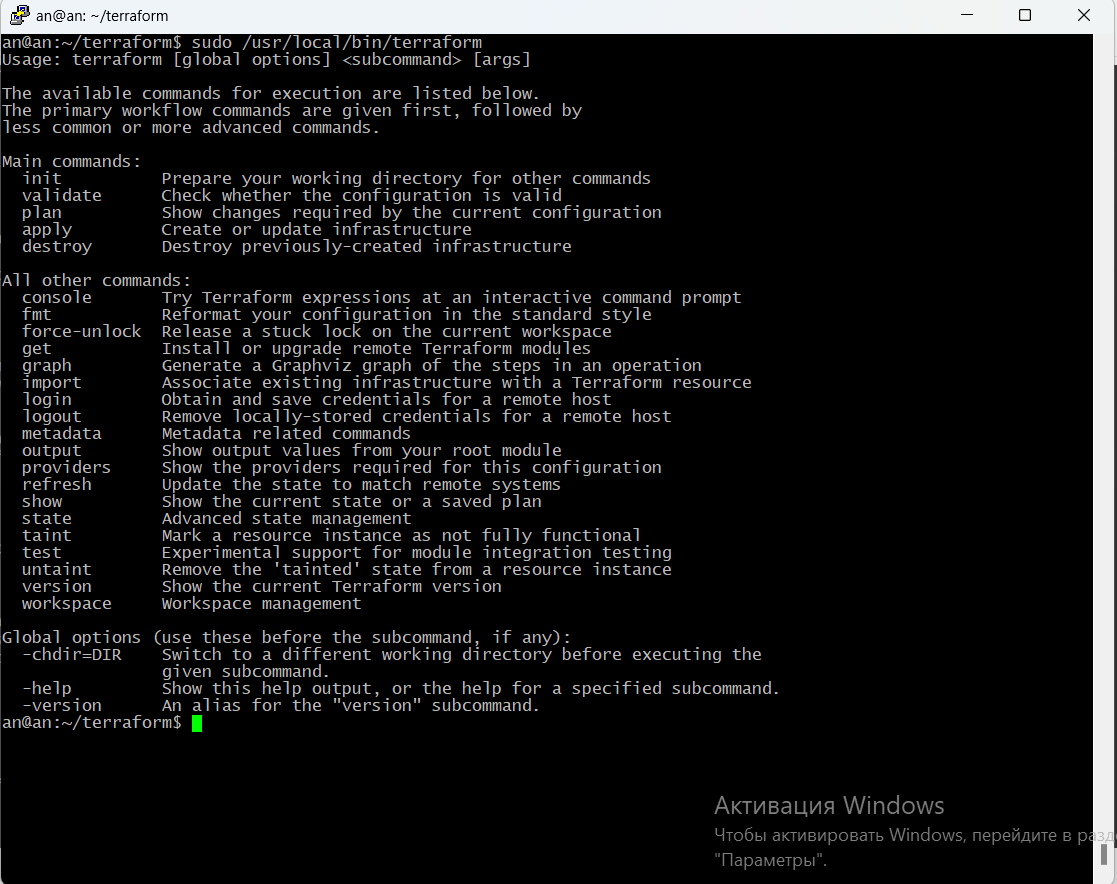 an@an: ~/terraform
an@an:~/terraform$ sudo /usr/local/bin/terraform
Usage: terraform [global options] <subcommand> [args]
The available commands for execution are listed below.
The primary workflow commands are given first, followed by
less common or more advanced commands.
Main commands:
init Prepare your working directory for other commands
validate Check whether the configuration is valid
plan Show changes required by the current configuration
apply Create or update infrastructure
destroy Destroy previously-created infrastructure
All other commands:
console Try Terraform expressions at an interactive command prompt
fmt Reformat your configuration in the standard style
force-unlock Release a stuck lock on the current workspace
get Install or upgrade remote Terraform modules
graph Generate a Graphviz graph of the steps in an operation
import Associate existing infrastructure with a Terraform resource
login Obtain and save credentials for a remote host
logout Remove locally-stored credentials for a remote host
metadata Metadata related commands
output Show output values from your root module
providers Show the providers required for this configuration
refresh Update the state to match remote systems
show Show the current state or a saved plan
state Advanced state management
taint Mark a resource instance as not fully functional
test Experimental support for module integration testing
untaint Remove the 'tainted' state from a resource instance
version Show the current Terraform version
workspace Workspace management
Global options (use these before the subcommand, if any):
-chdir=DIR Switch to a different working directory before executing the
given subcommand.
-help Show this help output, or the help for a specified subcommand.
-version An alias for the "version" subcommand.
an@an:~/terraform$
Активация Windows
Чтобы активировать Windows, перейдите в разд
"Параметры".